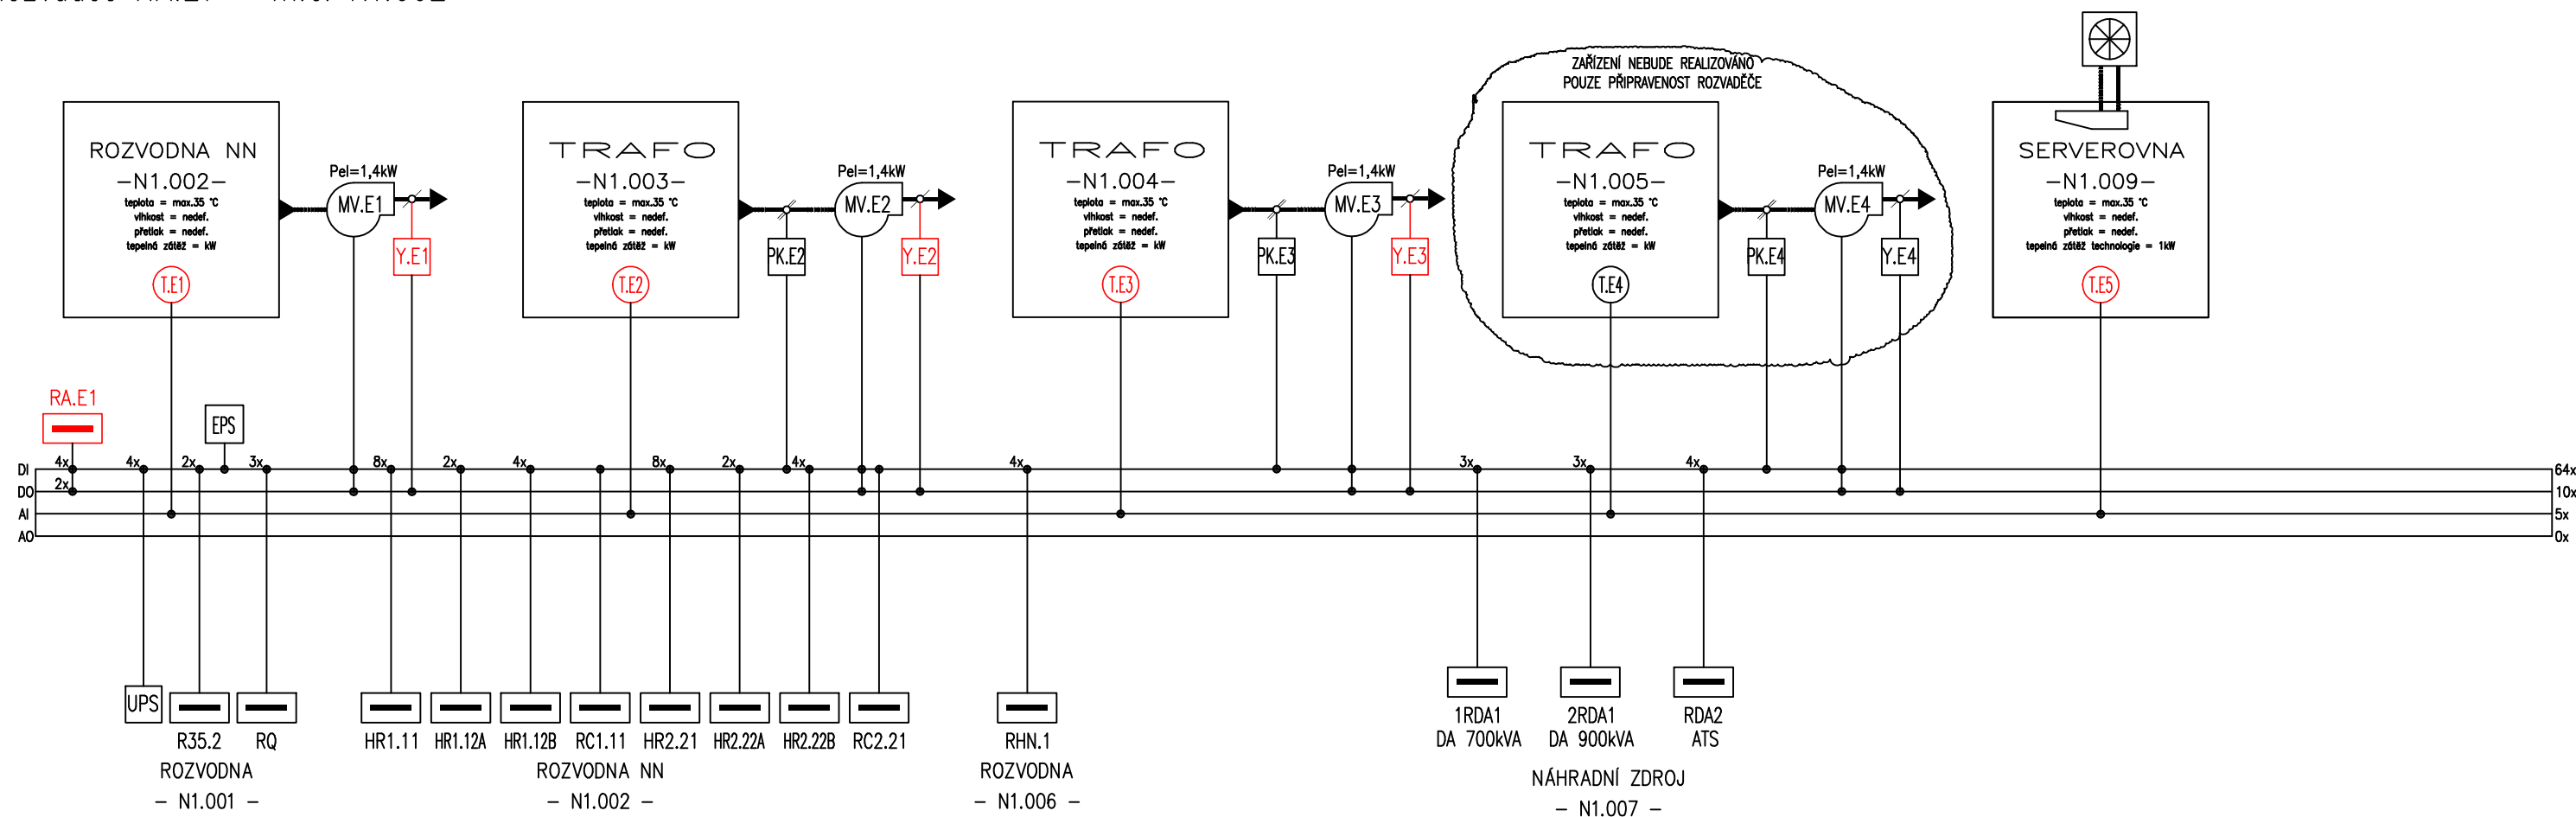 ZAŘÍZENÍ NEBUDE REALIZOVÁNO
POUZE PŘIPRAVENOST ROZVADĚČE
ROZVODNA NN
-N1.002-
teplota = max.35 °C
vlhkost = nedef.
přetlak = nedef.
tepelná zátěž = kW
T.E1
Pel=1,4kW
MV.E1
Y.E1
TRAFO
-N1.003-
teplota = max.35 °C
vlhkost = nedef.
přetlak = nedef.
tepelná zátěž = kW
T.E2
PK.E2
Pel=1,4kW
MV.E2
Y.E2
TRAFO
-N1.004-
teplota = max.35 °C
vlhkost = nedef.
přetlak = nedef.
tepelná zátěž = kW
T.E3
PK.E3
Pel=1,4kW
MV.E3
Y.E3
TRAFO
-N1.005-
teplota = max.35 °C
vlhkost = nedef.
přetlak = nedef.
tepelná zátěž = kW
T.E4
PK.E4
Pel=1,4kW
MV.E4
Y.E4
SERVEROVNA
-N1.009-
teplota = max.35 °C
vlhkost = nedef.
přetlak = nedef.
tepelná zátěž technologie = 1kW
T.E5
RA.E1
EPS
DI 4x 4x 2x 3x 8x 2x 4x 8x 2x 4x 4x 3x 3x 4x 64x
DO 2x 10x
AI 5x
AO 0x
UPS
R35.2 RQ HR1.11 HR1.12A HR1.12B RC1.11 HR2.21 HR2.22A HR2.22B RC2.21 RHN.1
ROZVODNA
- N1.001 -
ROZVODNA NN
- N1.002 -
ROZVODNA
- N1.006 -
1RDA1
DA 700kVA
2RDA1
DA 900kVA
RDA2
ATS
NÁHRADNÍ ZDROJ
- N1.007 -